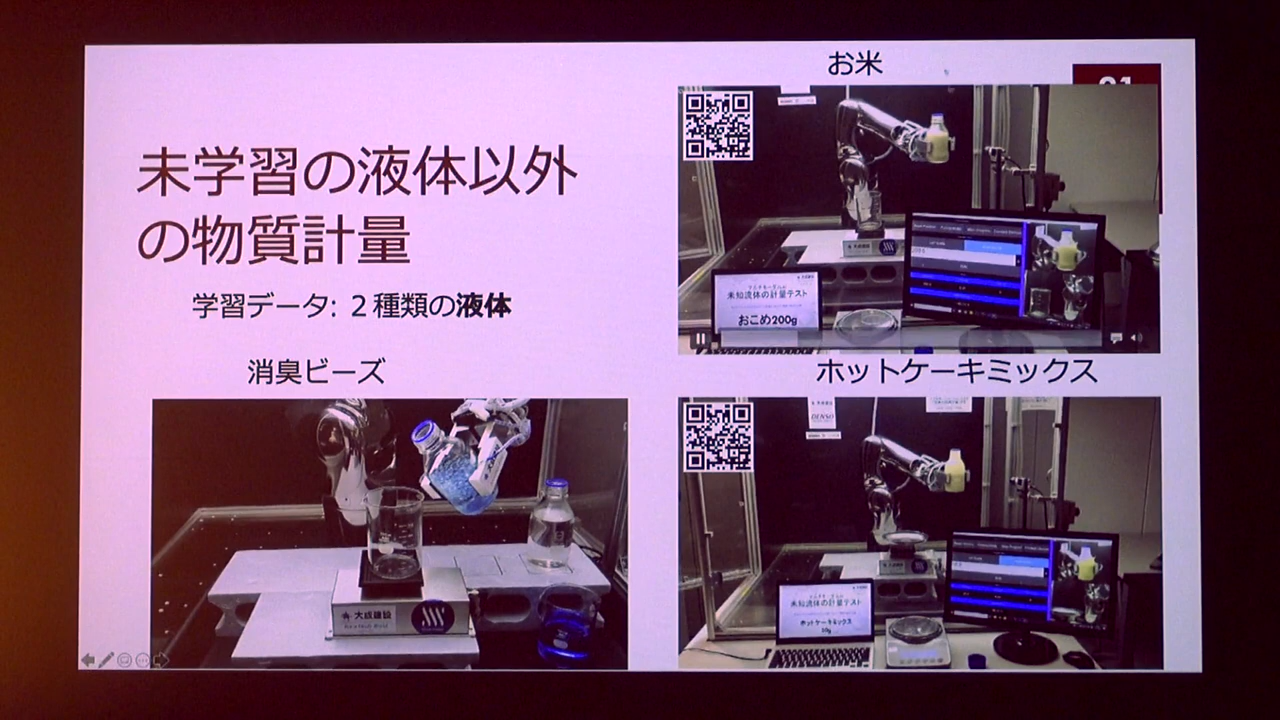 未学習の液体以外
の物質計量
学習データ: 2種類の液体
消臭ビーズ
大成建設
お米
未知流体の計量テスト
おこめ200g
ホットケーキミックス
DENSO
未知流体の計量テスト
ホットケーキミックス